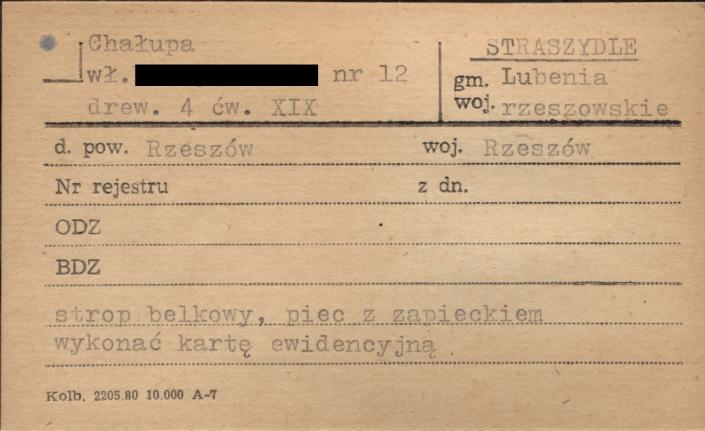 Chałupa
STRASZYDLE
wł. nr 12
gm. Lubenia
drew. 4 ćw. XIX
woj. rzeszowskie
d. pow. Rzeszów woj. Rzeszów
Nr rejestru z dn.
ODZ
BDZ
strop belkowy, piec z zapieckiem
wykonać kartę ewidencyjną
Kolb. 2205.80 10.000 A-7